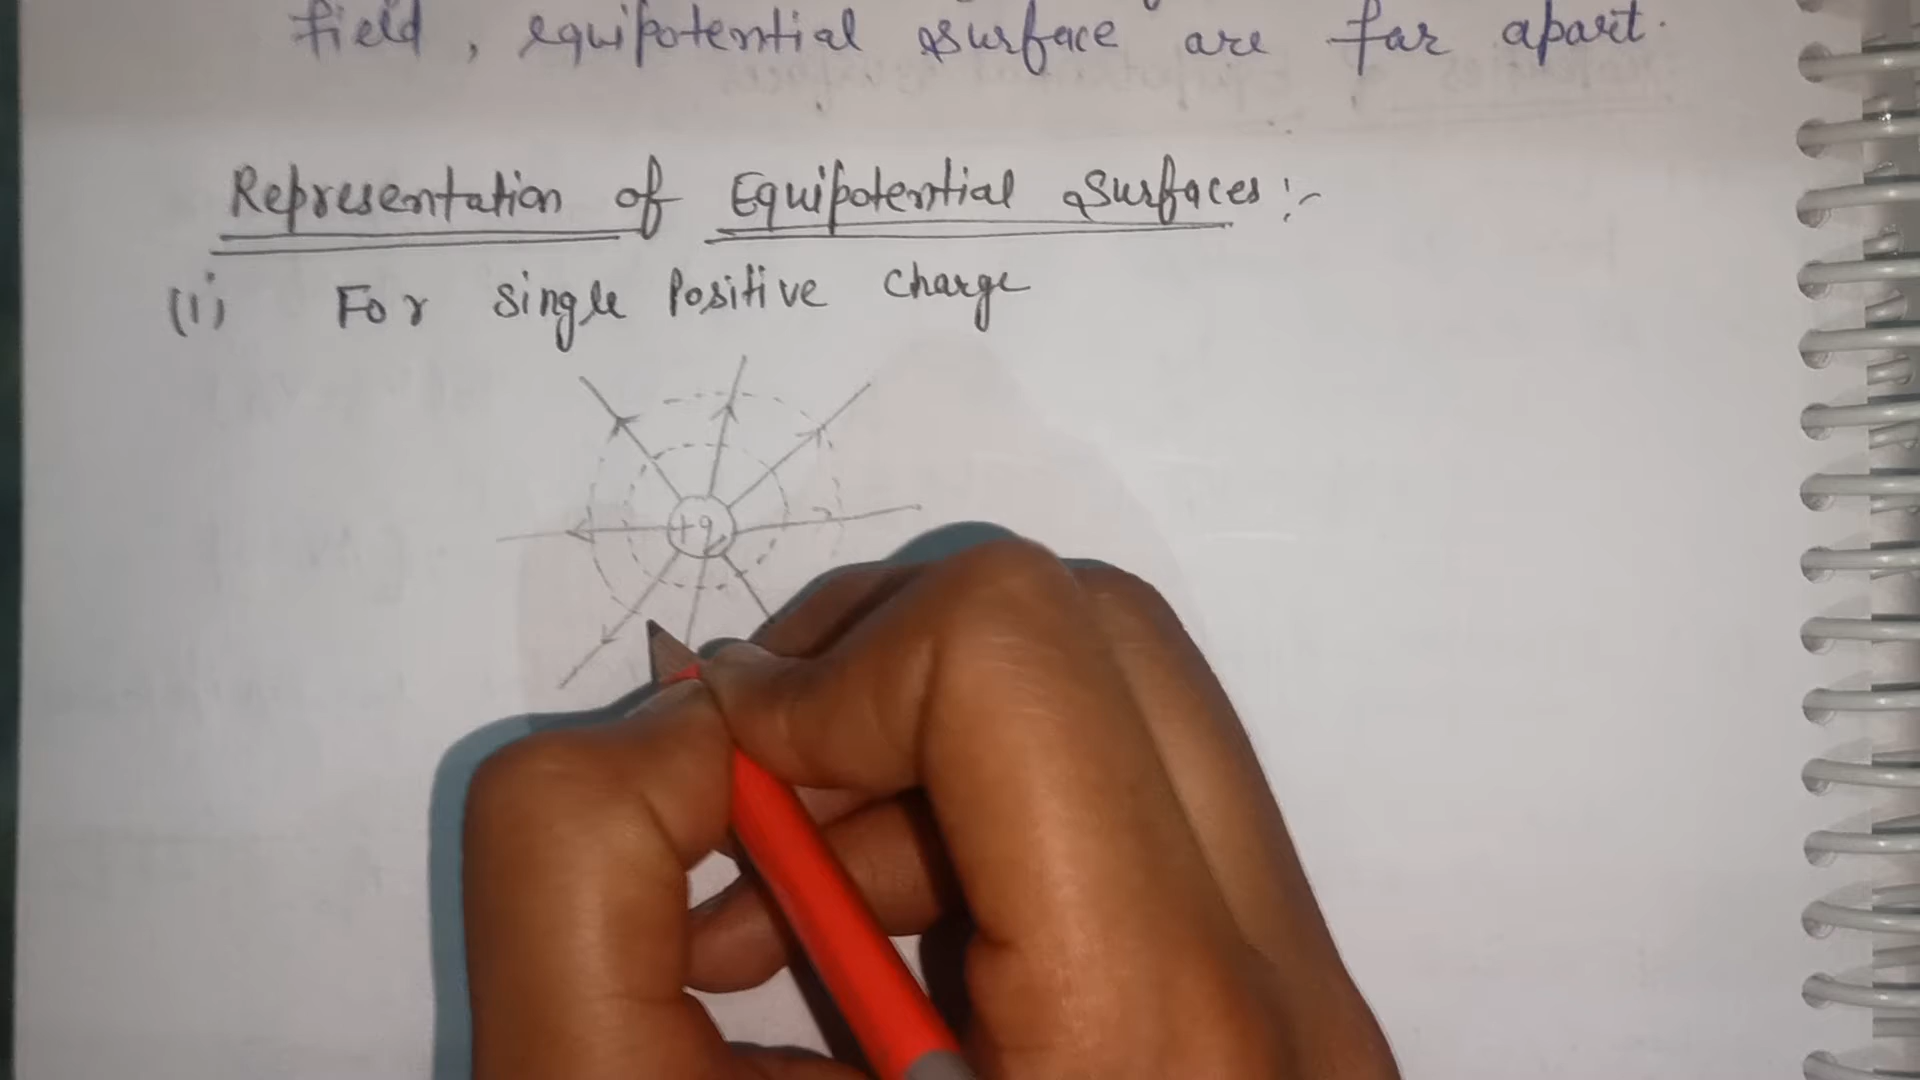 field, equipotential surface are far apart.
Representation of Equipotential Surfaces :-
(i) For single Positive Charge
+q